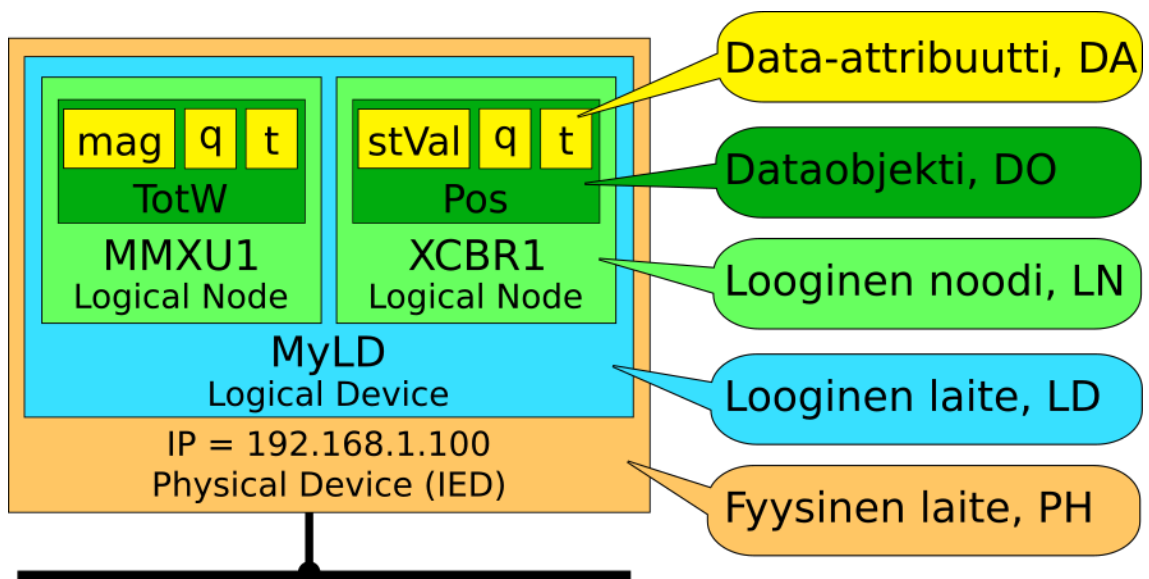 mag q t
TotW
MMXU1
Logical Node
stVal q t
Pos
XCBR1
Logical Node
MyLD
Logical Device
IP = 192.168.1.100
Physical Device (IED)
Data-attribuutti, DA
Dataobjekti, DO
Looginen noodi, LN
Looginen laite, LD
Fyysinen laite, PH